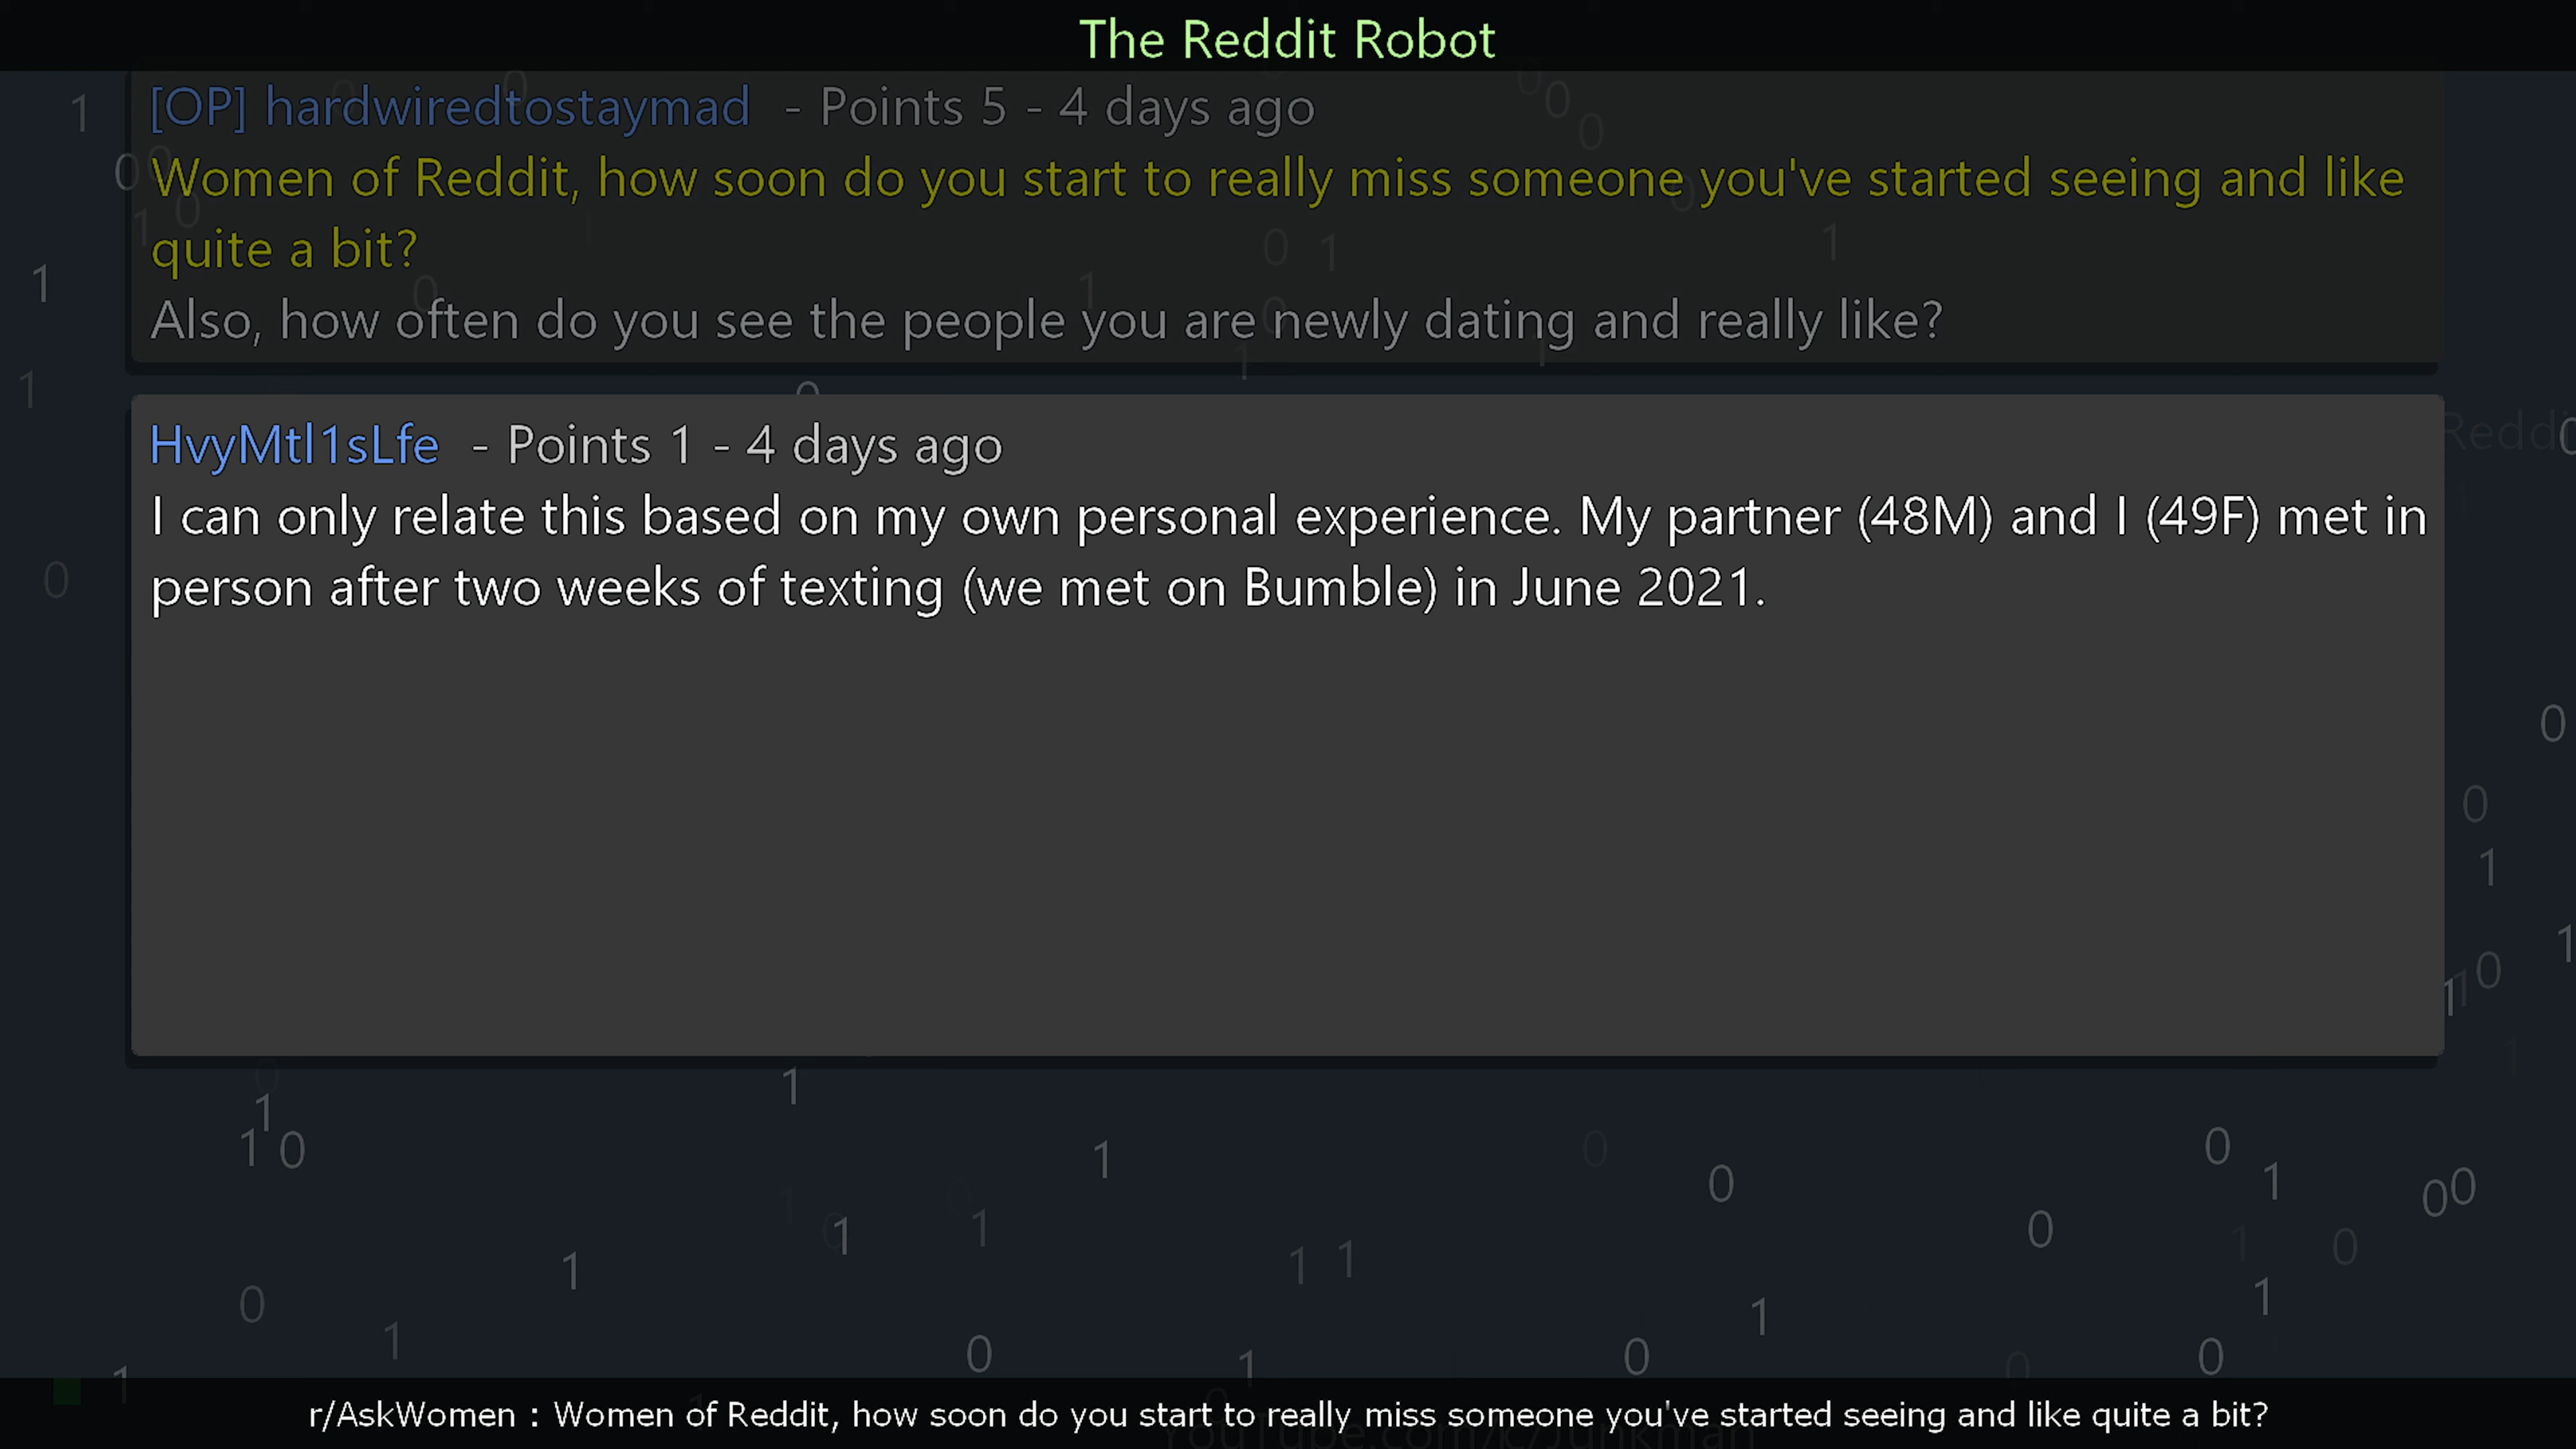 The Reddit Robot
[OP] hardwiredtostaymad - Points 5 - 4 days ago
Women of Reddit, how soon do you start to really miss someone you've started seeing and like
quite a bit?
Also, how often do you see the people you are newly dating and really like?
HvyMtl1sLfe - Points 1 - 4 days ago
I can only relate this based on my own personal experience. My partner (48M) and I (49F) met in
person after two weeks of texting (we met on Bumble) in June 2021.
r/AskWomen : Women of Reddit, how soon do you start to really miss someone you've started seeing and like quite a bit?